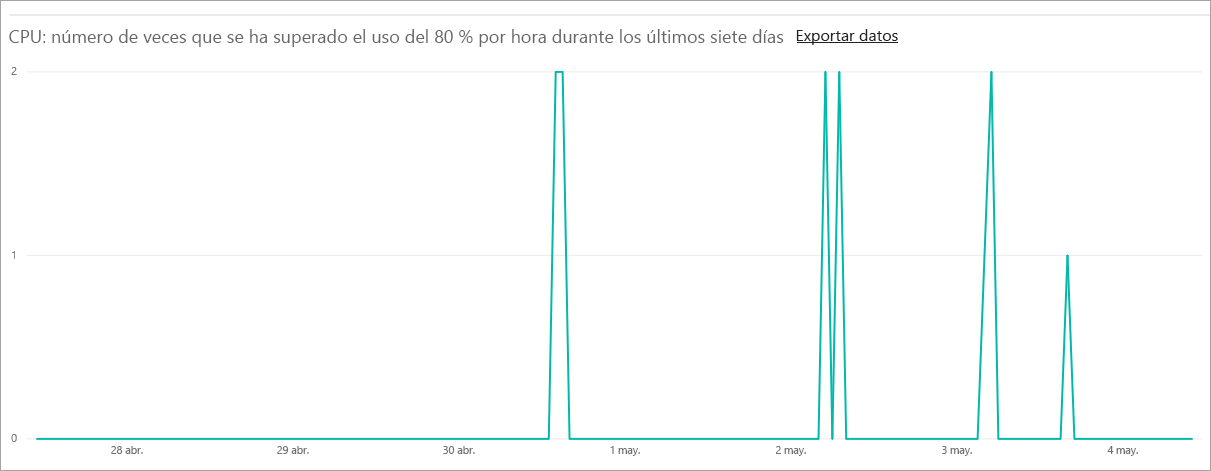 CPU: número de veces que se ha superado el uso del 80 % por hora durante los últimos siete días Exportar datos
2
1
0
28 abr. 29 abr. 30 abr. 1 may. 2 may. 3 may. 4 may.